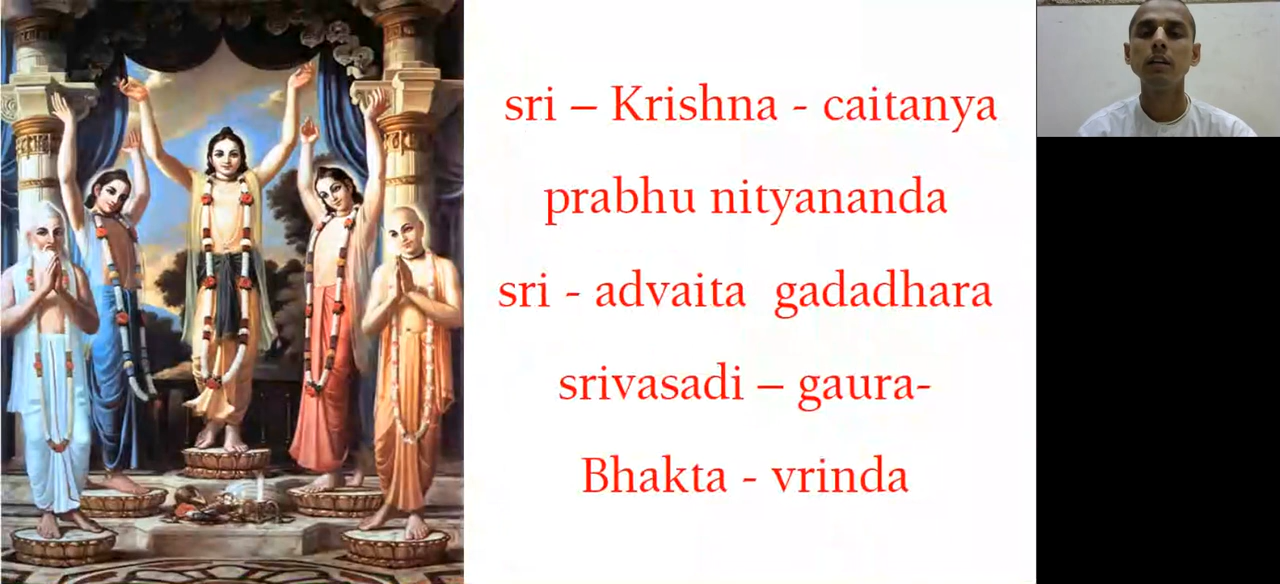 sri – Krishna - caitanya
prabhu nityananda
sri - advaita gadadhara
srivasadi – gaura-
Bhakta - vrinda